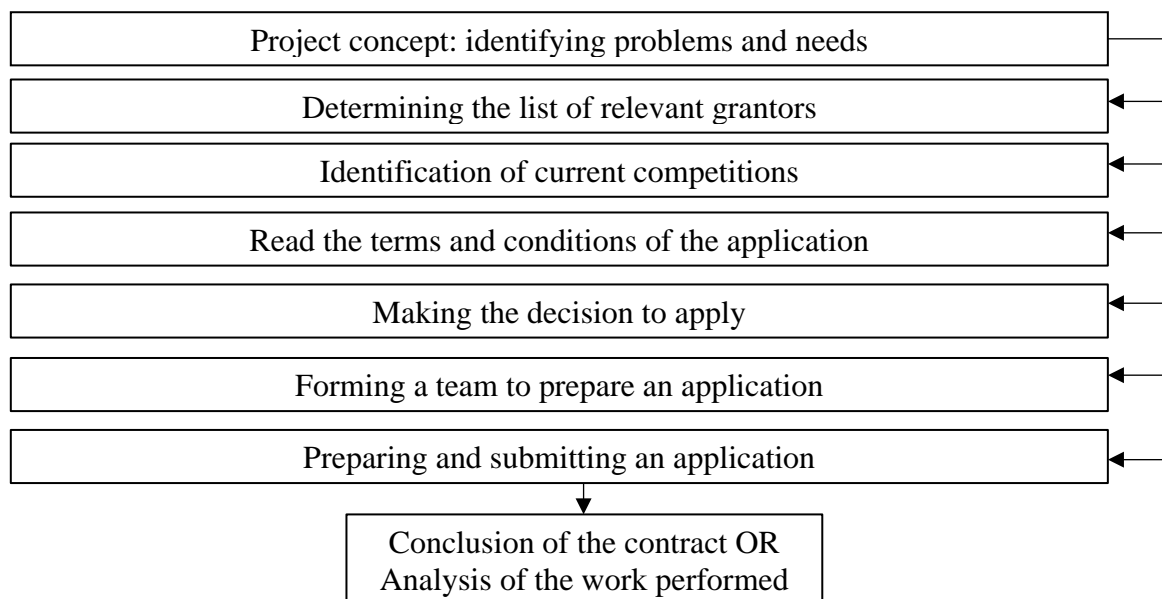 Project concept: identifying problems and needs
Determining the list of relevant grantors
Identification of current competitions
Read the terms and conditions of the application
Making the decision to apply
Forming a team to prepare an application
Preparing and submitting an application
Conclusion of the contract OR
Analysis of the work performed